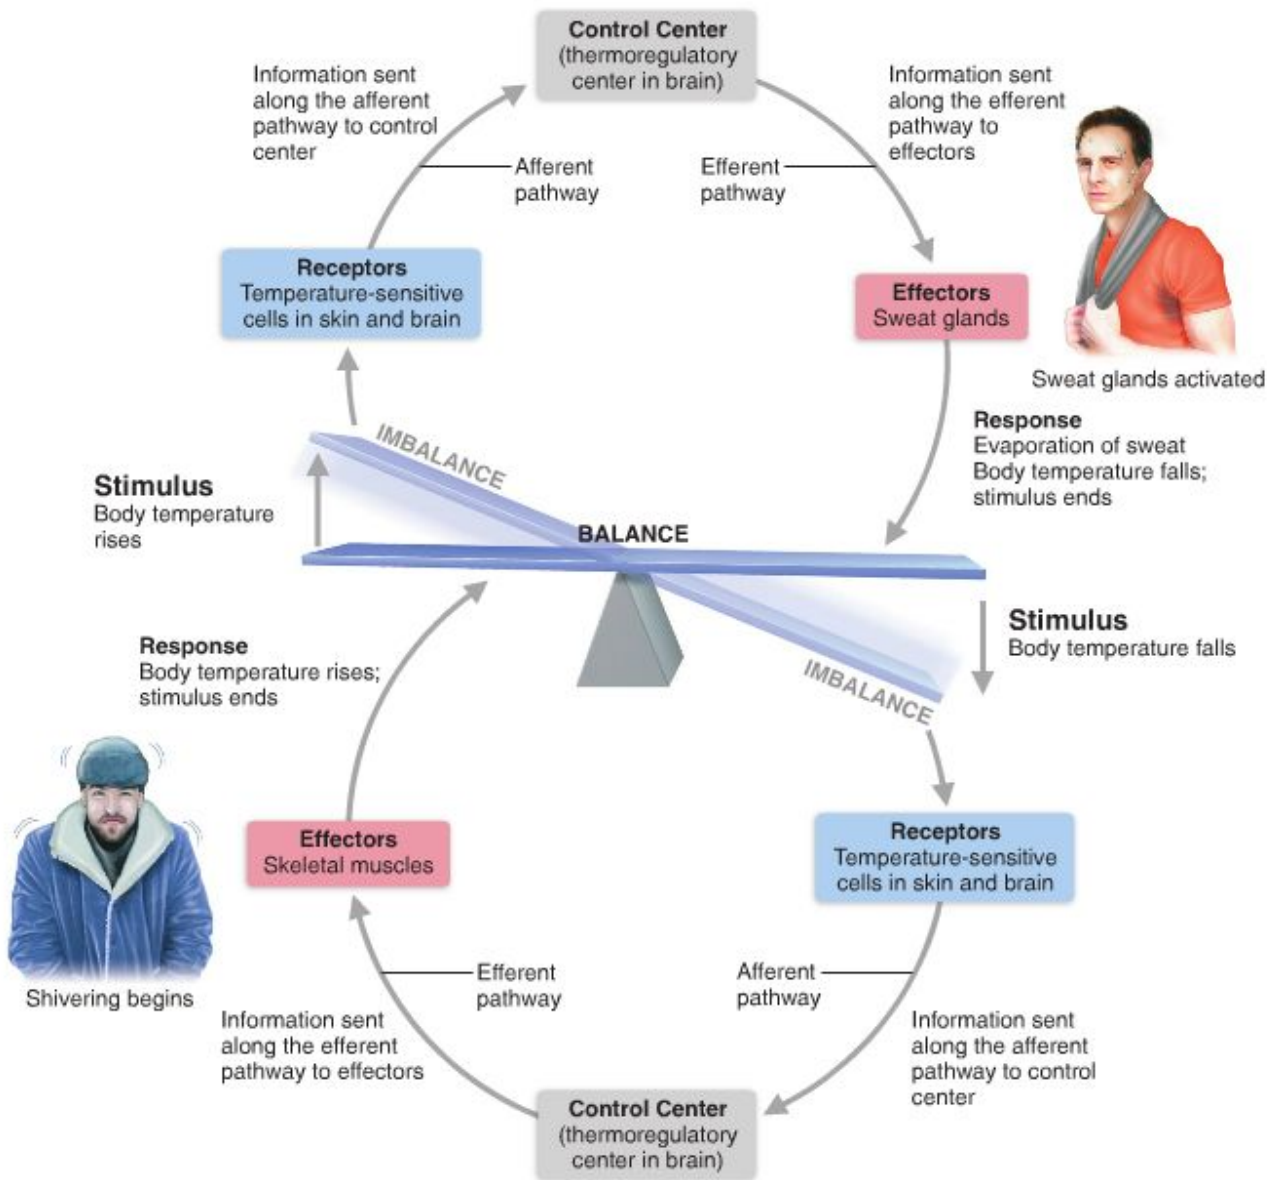 Control Center
(thermoregulatory
center in brain)
Information sent
along the afferent
pathway to control
center
Afferent
pathway
Efferent
pathway
Information sent
along the efferent
pathway to
effectors
Receptors
Temperature-sensitive
cells in skin and brain
Effectors
Sweat glands
Sweat glands activated
Response
Evaporation of sweat
Body temperature falls;
stimulus ends
IMBALANCE
Stimulus
Body temperature
rises
BALANCE
Stimulus
Body temperature falls
IMBALANCE
Response
Body temperature rises;
stimulus ends
Effectors
Skeletal muscles
Receptors
Temperature-sensitive
cells in skin and brain
Shivering begins
Efferent
pathway
Afferent
pathway
Information sent
along the efferent
pathway to effectors
Information sent
along the afferent
pathway to control
center
Control Center
(thermoregulatory
center in brain)